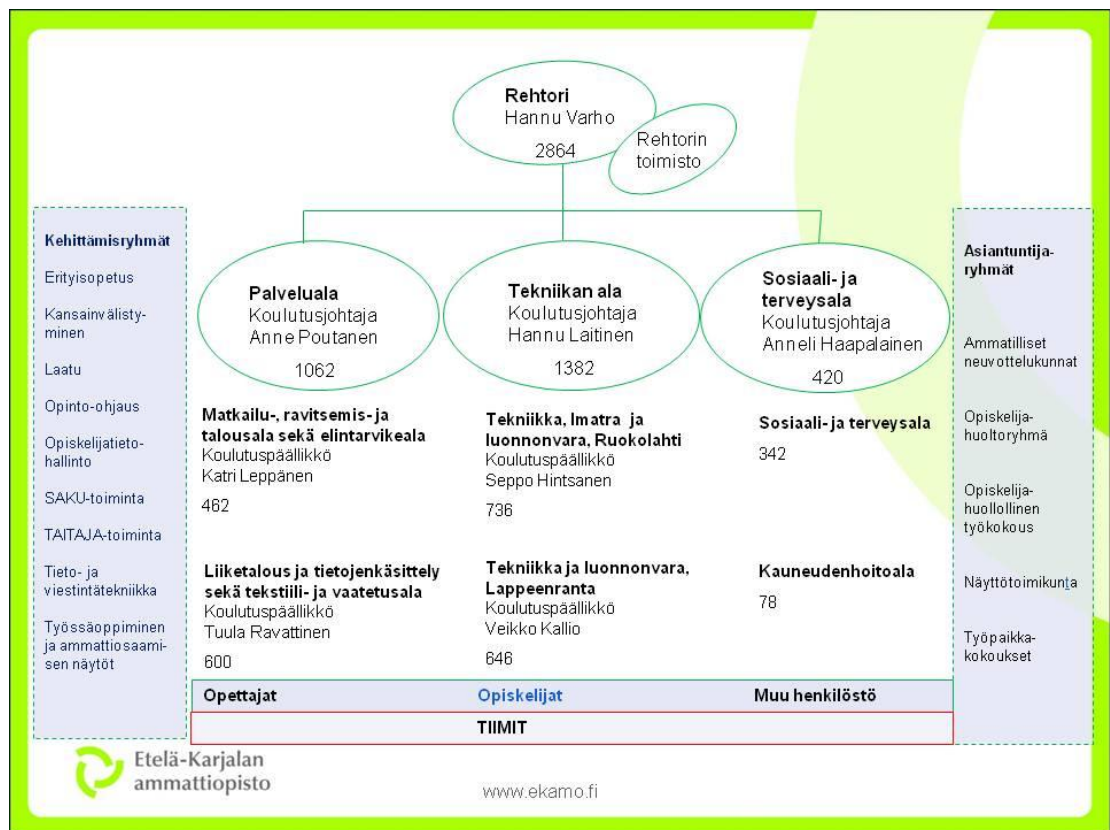 Rehtori
Hannu Varho
2864
Rehtorin
toimisto
Kehittämisryhmät
Erityisopetus
Kansainvälisty-
minen
Laatu
Opinto-ohjaus
Opiskelijatieto-
hallinto
SAKU-toiminta
TAITAJA-toiminta
Tieto- ja
viestintätekniikka
Työssäoppiminen
ja ammattiosaami-
sen näytöt
Palveluala
Koulutusjohtaja
Anne Poutanen
1062
Tekniikan ala
Koulutusjohtaja
Hannu Laitinen
1382
Sosiaali- ja
terveysala
Koulutusjohtaja
Anneli Haapalainen
420
Matkailu-, ravitsemis- ja
talousala sekä elintarvikeala
Koulutuspäällikkö
Katri Leppänen
462
Tekniikka, Imatra ja
luonnonvara, Ruokolahti
Koulutuspäällikkö
Seppo Hintsanen
736
Sosiaali- ja terveysala
342
Liiketalous ja tietojenkäsittely
sekä tekstiili- ja vaatetusala
Koulutuspäällikkö
Tuula Ravattinen
600
Tekniikka ja luonnonvara,
Lappeenranta
Koulutuspäällikkö
Veikko Kallio
646
Kauneudenhoitoala
78
Asiantuntija-
ryhmät
Ammatilliset
neuvottelukunnat
Opiskelija-
huoltoryhmä
Opiskelija-
huollollinen
työkokous
Näyttötoimikunta
Työpaikka-
kokoukset
Opettajat Opiskelijat Muu henkilöstö
TIIMIT
Etelä-Karjalan
ammattiopisto
www.ekamo.fi